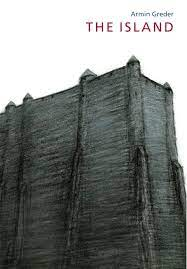 Armin Greder
THE ISLAND